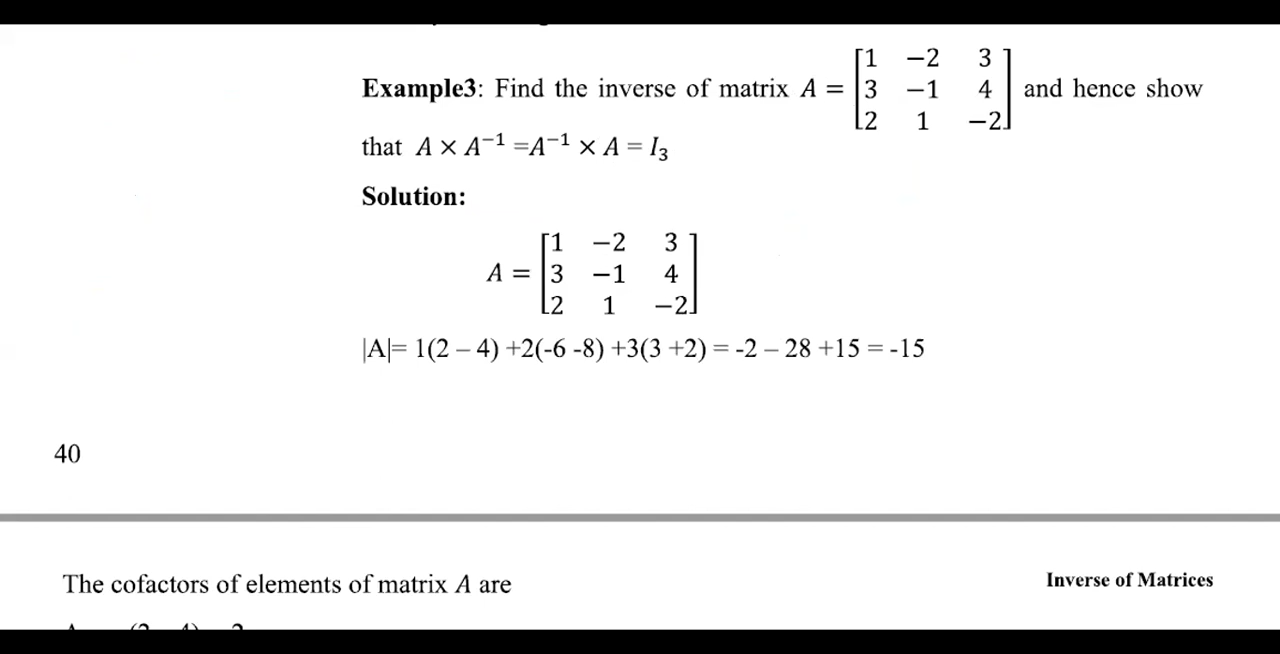 Example3: Find the inverse of matrix A = [1 −2 3; 3 −1 4; 2 1 −2] and hence show
that A × A⁻¹ =A⁻¹ × A = I₃
Solution:
A = [1 −2 3; 3 −1 4; 2 1 −2]
|A|= 1(2 – 4) +2(-6 -8) +3(3 +2) = -2 – 28 +15 = -15
40
The cofactors of elements of matrix A are
Inverse of Matrices